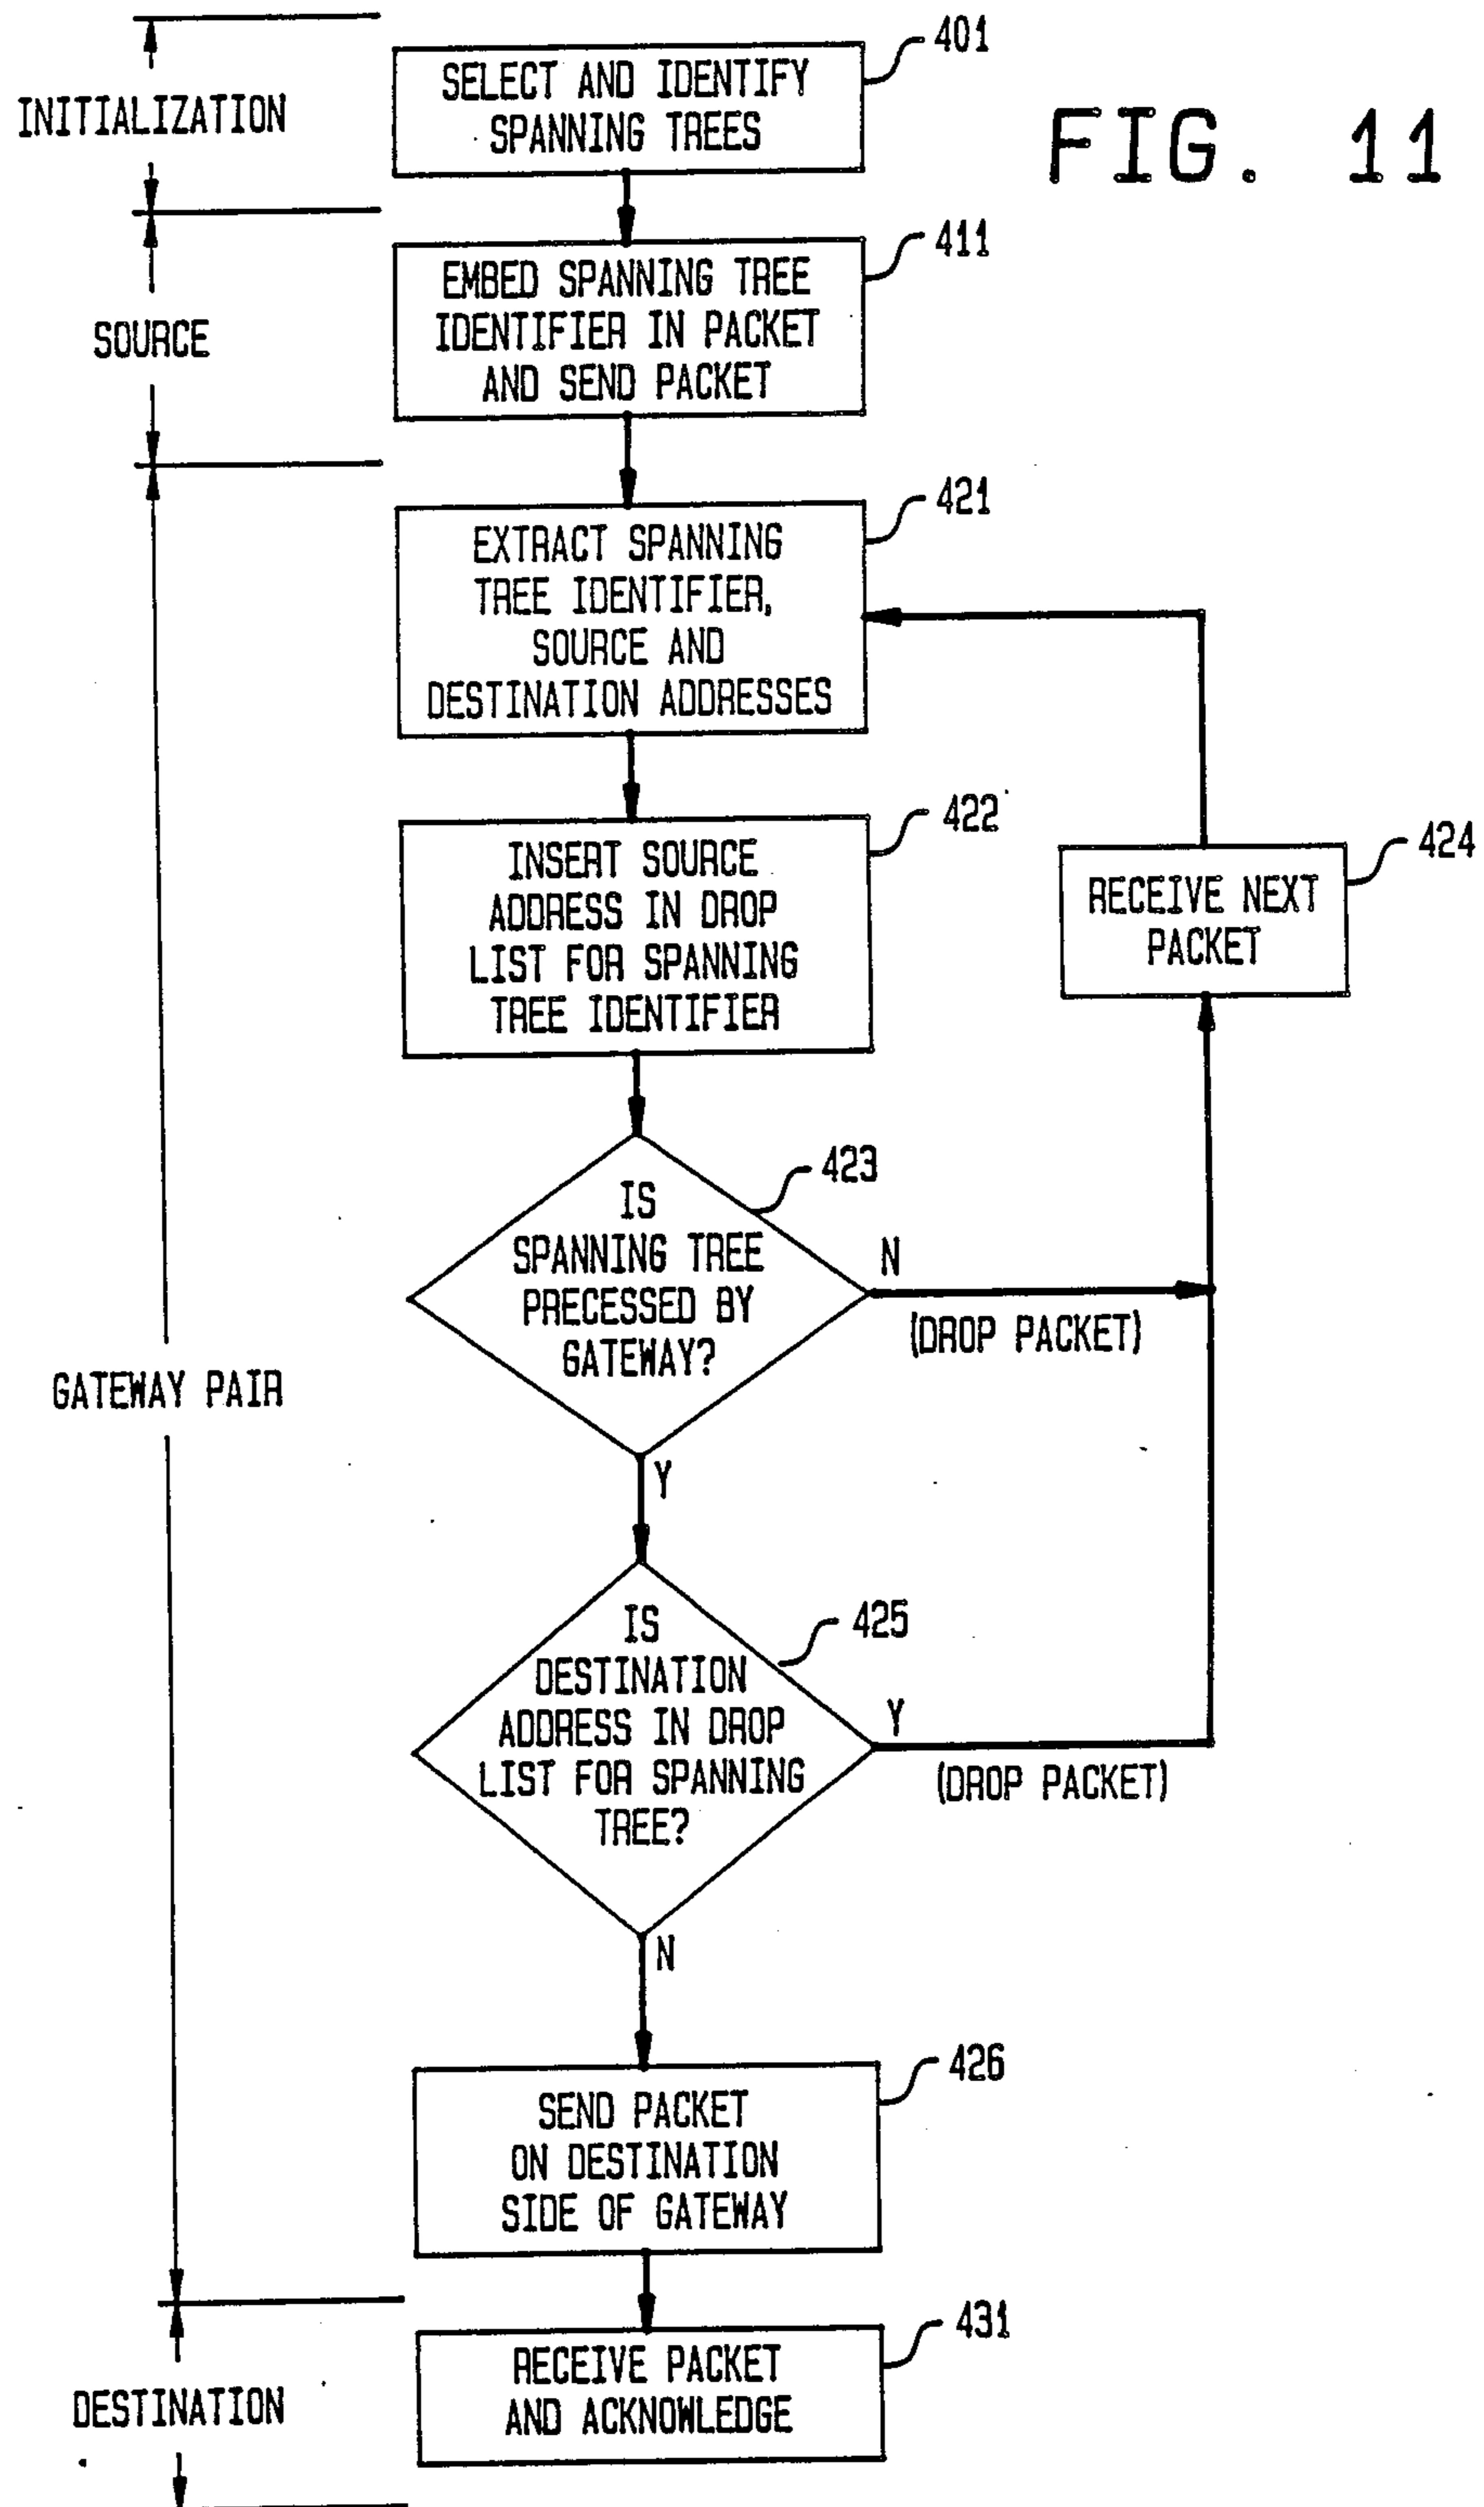 FIG. 11
INITIALIZATION
401
SELECT AND IDENTIFY
SPANNING TREES
SOURCE
411
EMBED SPANNING TREE
IDENTIFIER IN PACKET
AND SEND PACKET
421
EXTRACT SPANNING
TREE IDENTIFIER,
SOURCE AND
DESTINATION ADDRESSES
422
INSERT SOURCE
ADDRESS IN DROP
LIST FOR SPANNING
TREE IDENTIFIER
424
RECEIVE NEXT
PACKET
GATEWAY PAIR
423
IS
SPANNING TREE
PRECESSED BY
GATEWAY?
N
(DROP PACKET)
Y
425
IS
DESTINATION
ADDRESS IN DROP
LIST FOR SPANNING
TREE?
Y
(DROP PACKET)
N
426
SEND PACKET
ON DESTINATION
SIDE OF GATEWAY
DESTINATION
431
RECEIVE PACKET
AND ACKNOWLEDGE